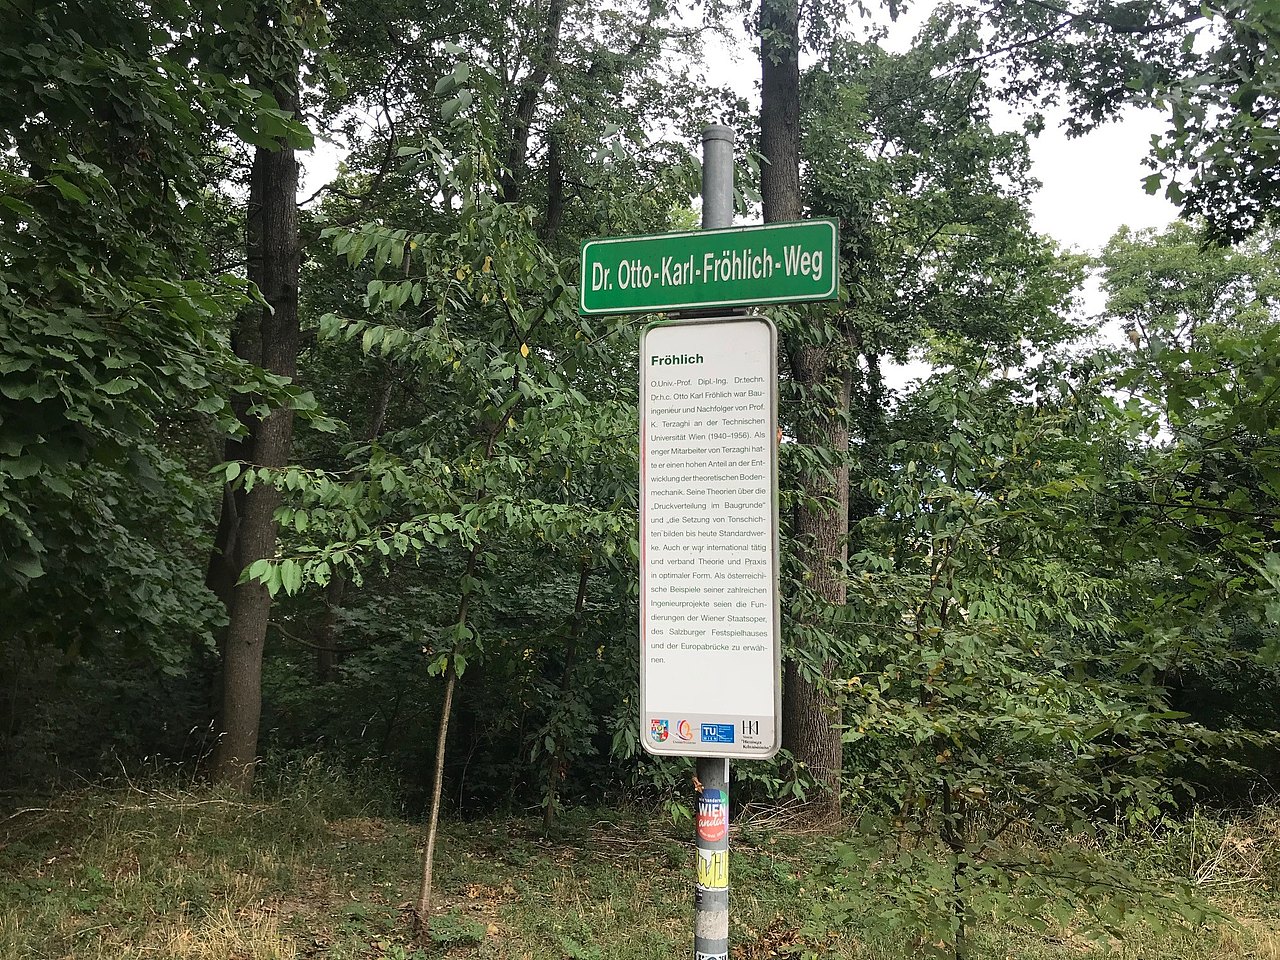 Dr. Otto-Karl-Fröhlich-Weg
Fröhlich
O.Univ.-Prof. Dipl.-Ing. Dr.techn.
Dr.h.c. Otto Karl Fröhlich war Bau-
ingenieur und Nachfolger von Prof.
K. Terzaghi an der Technischen
Universität Wien (1940–1956). Als
enger Mitarbeiter von Terzaghi hat-
te er einen hohen Anteil an der Ent-
wicklung der theoretischen Boden-
mechanik. Seine Theorien über die
„Druckverteilung im Baugrunde"
und „die Setzung von Tonschich-
ten bilden bis heute Standardwer-
ke. Auch er war international tätig
und verband Theorie und Praxis
in optimaler Form. Als österreichi-
sche Beispiele seiner zahlreichen
Ingenieurprojekte seien die Fun-
dierungen der Wiener Staatsoper,
des Salzburger Festspielhauses
und der Europabrücke zu erwäh-
nen.
TU
WIEN
WIEN
andas